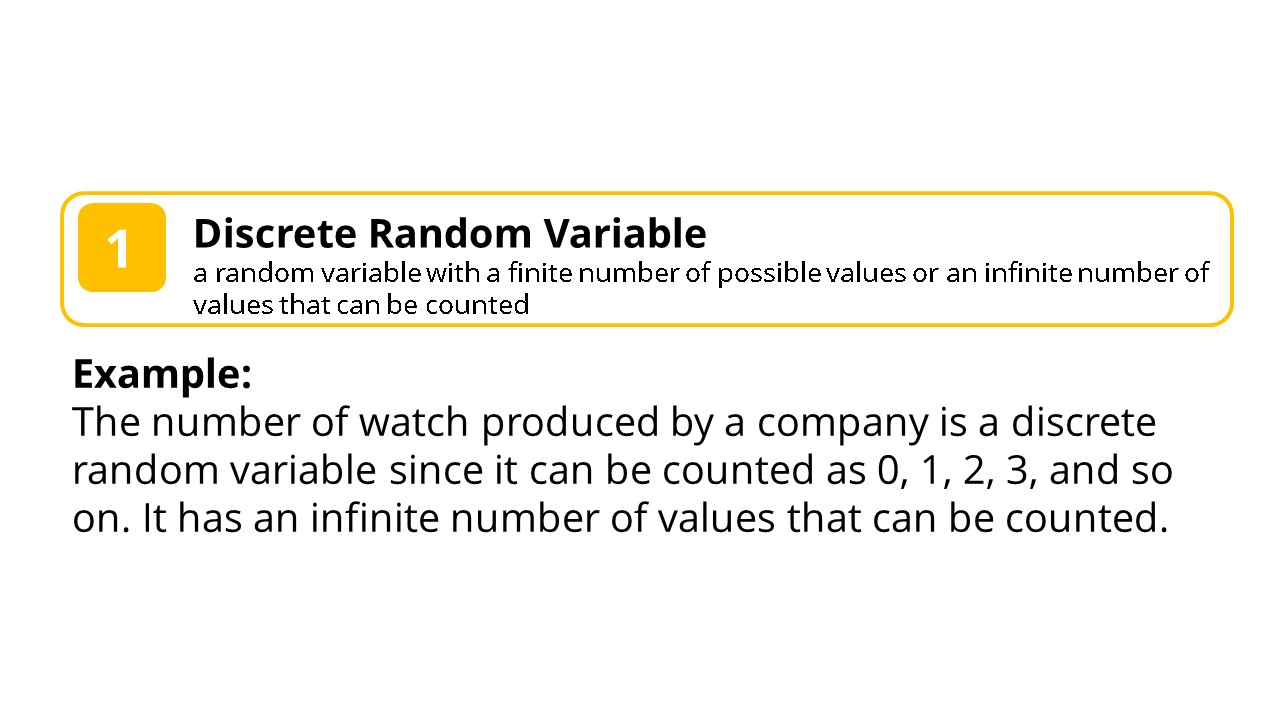 1
Discrete Random Variable
a random variable with a finite number of possible values or an infinite number of
values that can be counted
Example:
The number of watch produced by a company is a discrete
random variable since it can be counted as 0, 1, 2, 3, and so
on. It has an infinite number of values that can be counted.